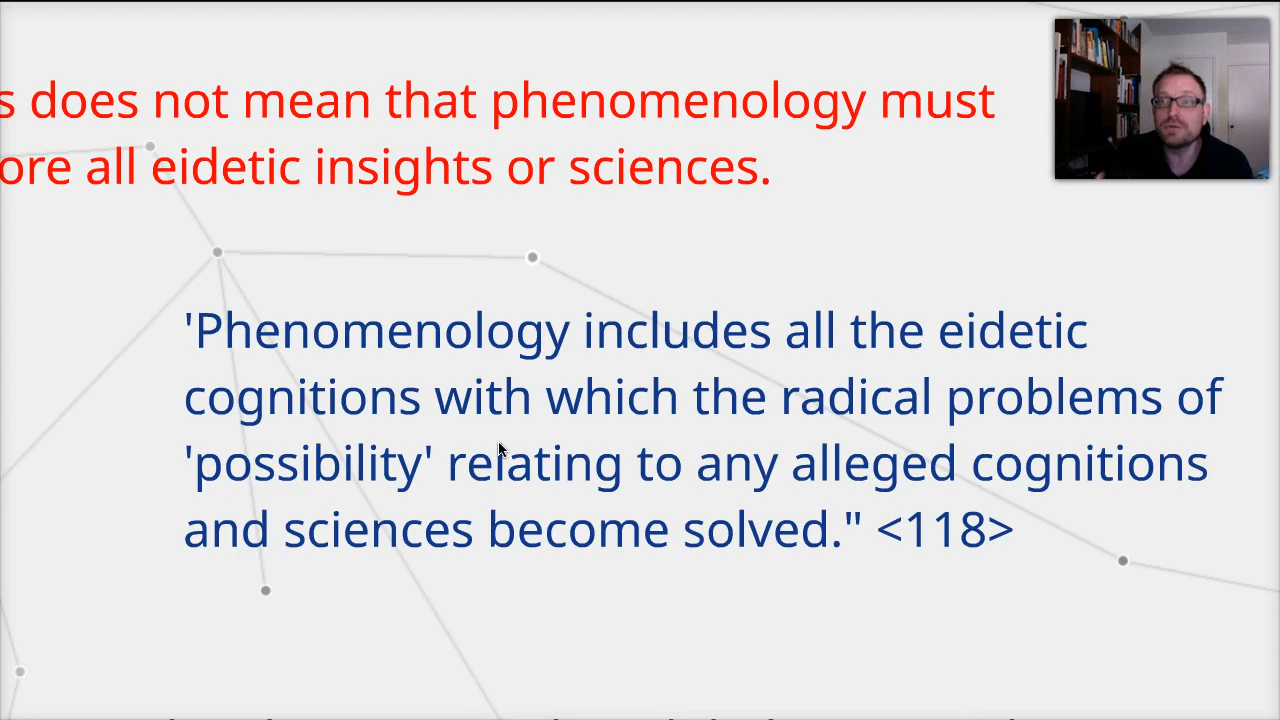 s does not mean that phenomenology must
ore all eidetic insights or sciences.
'Phenomenology includes all the eidetic
cognitions with which the radical problems of
'possibility' relating to any alleged cognitions
and sciences become solved." <118>